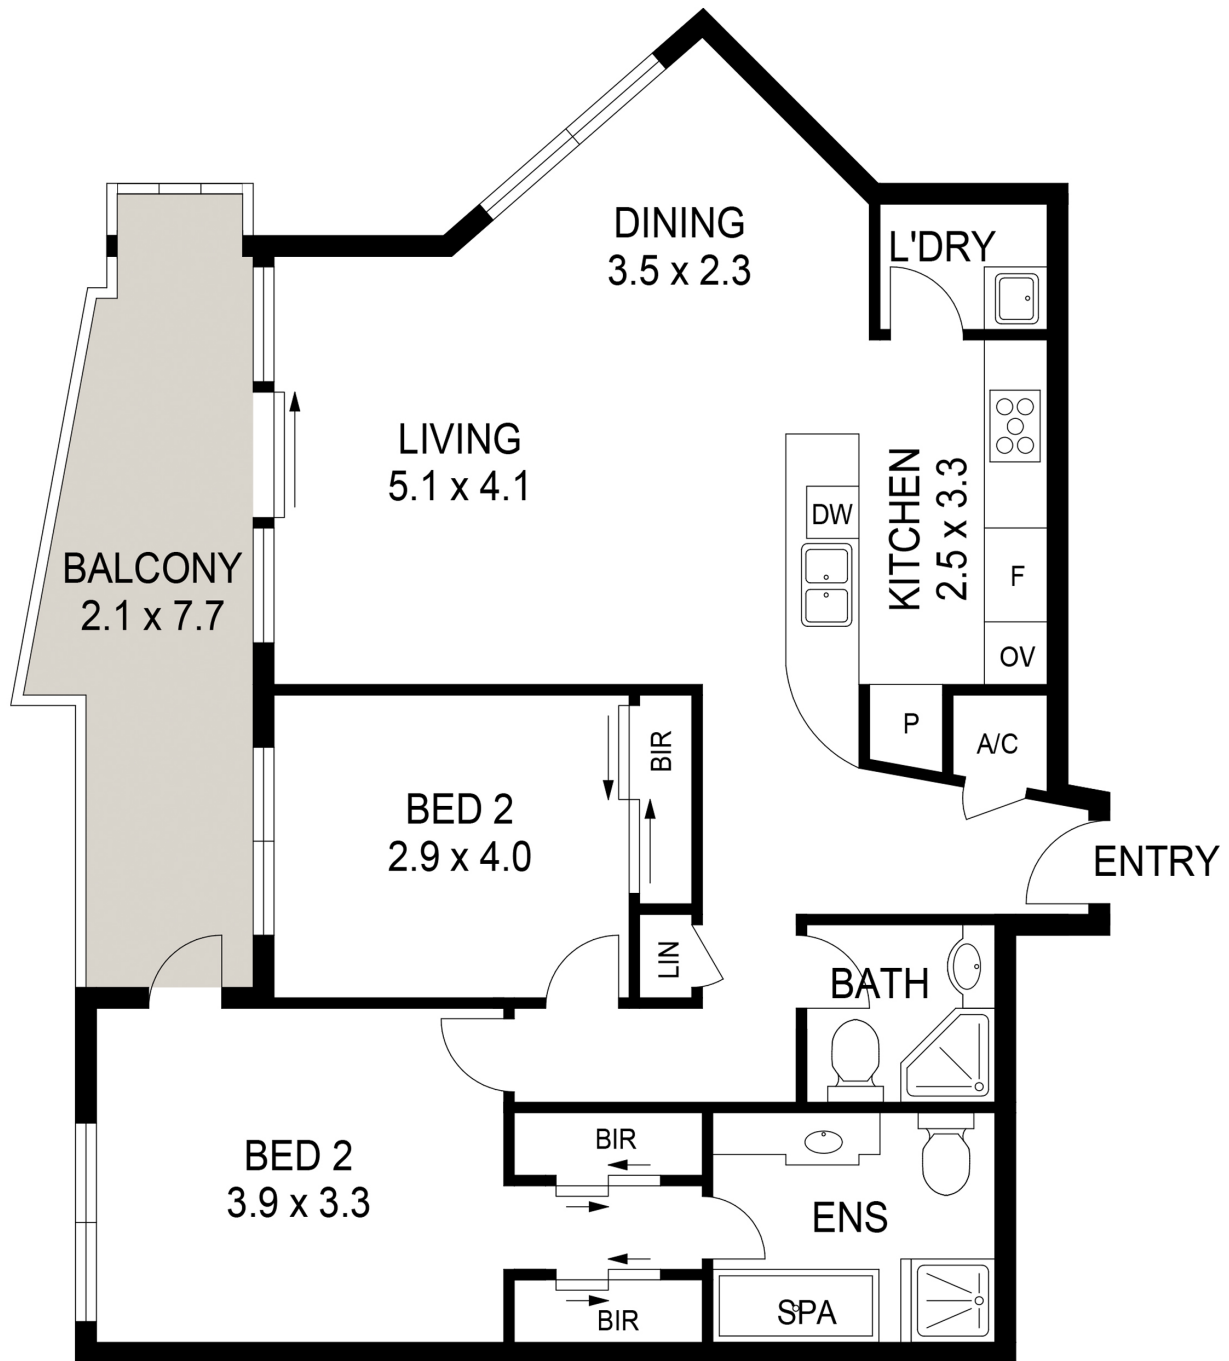 DINING
3.5 x 2.3
L'DRY
LIVING
5.1 x 4.1
KITCHEN
2.5 x 3.3
DW
F
OV
BALCONY
2.1 x 7.7
P
A/C
BIR
BED 2
2.9 x 4.0
ENTRY
LIN
BATH
BED 2
3.9 x 3.3
BIR
ENS
SPA
BIR